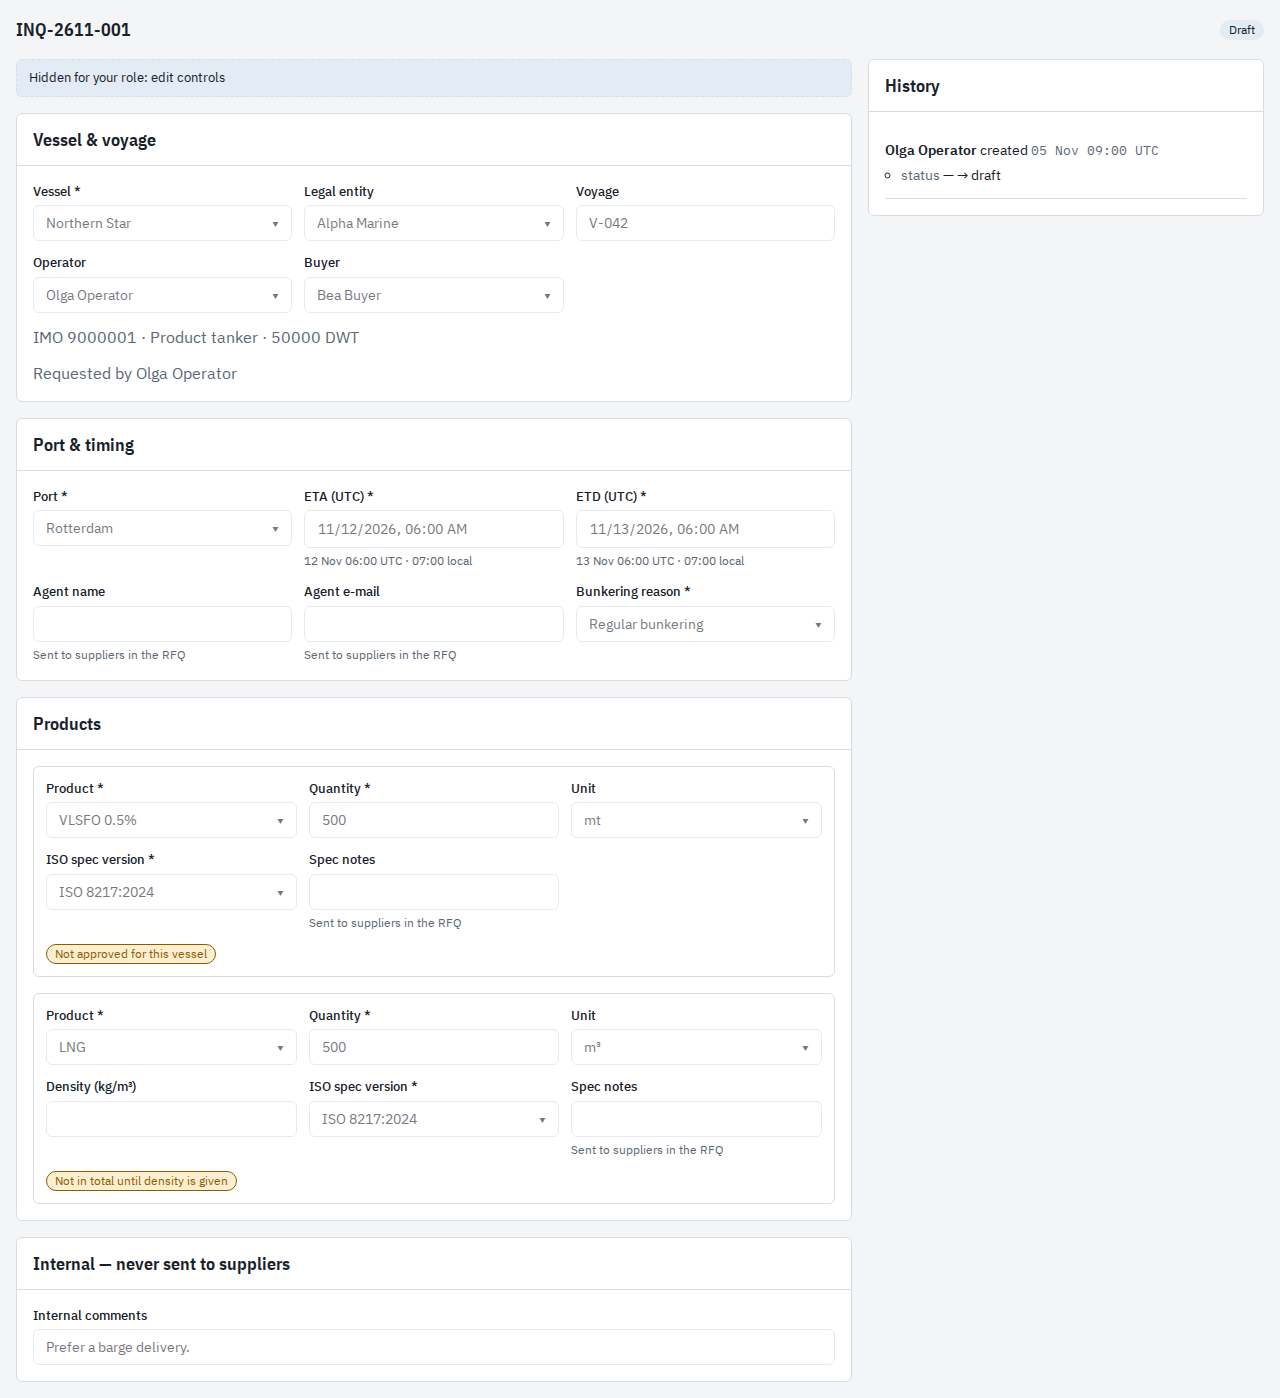 INQ-2611-001
Draft
Hidden for your role: edit controls
Vessel & voyage
Vessel *
Legal entity
Voyage
Northern Star
Alpha Marine
V-042
Operator
Buyer
Olga Operator
Bea Buyer
IMO 9000001 · Product tanker · 50000 DWT
Requested by Olga Operator
Port & timing
Port *
ETA (UTC) *
ETD (UTC) *
Rotterdam
11/12/2026, 06:00 AM
11/13/2026, 06:00 AM
12 Nov 06:00 UTC · 07:00 local
13 Nov 06:00 UTC · 07:00 local
Agent name
Agent e-mail
Bunkering reason *
Regular bunkering
Sent to suppliers in the RFQ
Sent to suppliers in the RFQ
Products
Product *
Quantity *
Unit
VLSFO 0.5%
500
mt
ISO spec version *
Spec notes
ISO 8217:2024
Sent to suppliers in the RFQ
Not approved for this vessel
Product *
Quantity *
Unit
LNG
500
m³
Density (kg/m³)
ISO spec version *
Spec notes
ISO 8217:2024
Sent to suppliers in the RFQ
Not in total until density is given
Internal — never sent to suppliers
Internal comments
Prefer a barge delivery.
History
Olga Operator created 05 Nov 09:00 UTC
status — → draft